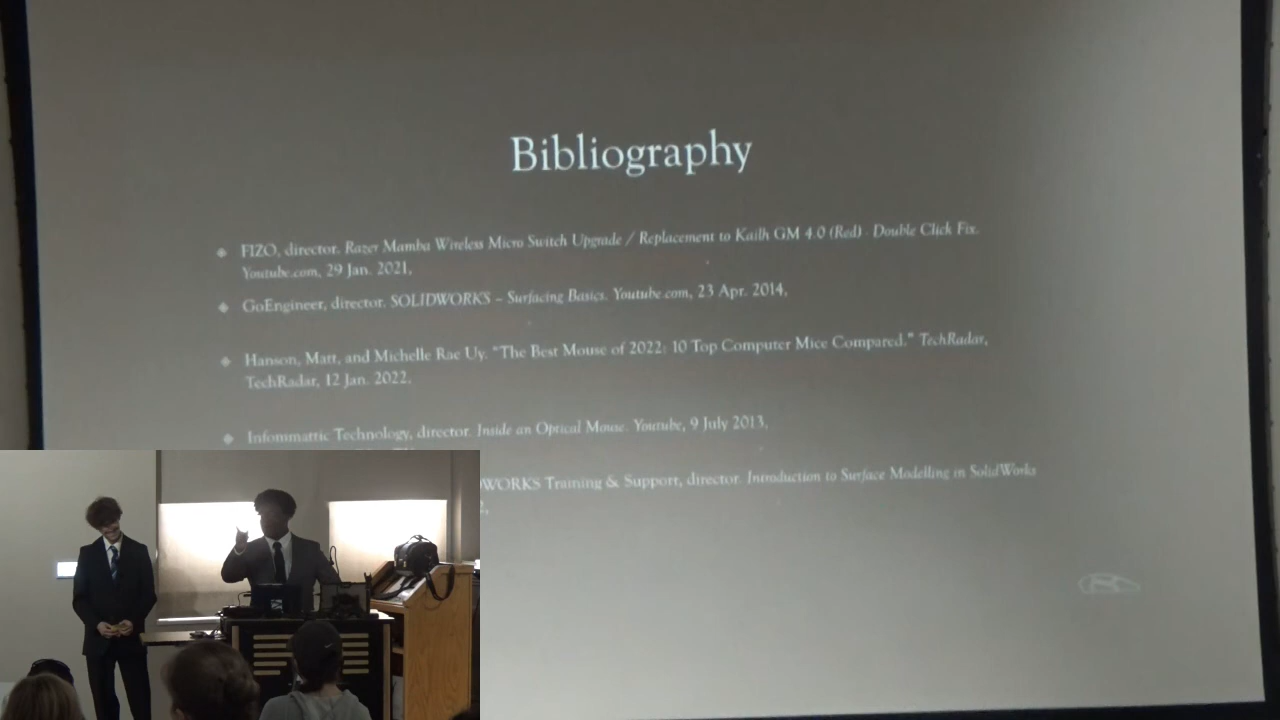 Bibliography
FIZO, director. Razer Mamba Wireless Micro Switch Upgrade / Replacement to Kailh GM 4.0 (Red) - Double Click Fix.
Youtube.com, 29 Jan. 2021,
GoEngineer, director. SOLIDWORKS – Surfacing Basics. Youtube.com, 23 Apr. 2014,
Hanson, Matt, and Michelle Rae Uy. “The Best Mouse of 2022: 10 Top Computer Mice Compared.” TechRadar,
TechRadar, 12 Jan. 2022,
Infommattic Technology, director. Inside an Optical Mouse. Youtube, 9 July 2013,
WORKS Training & Support, director. Introduction to Surface Modelling in SolidWorks